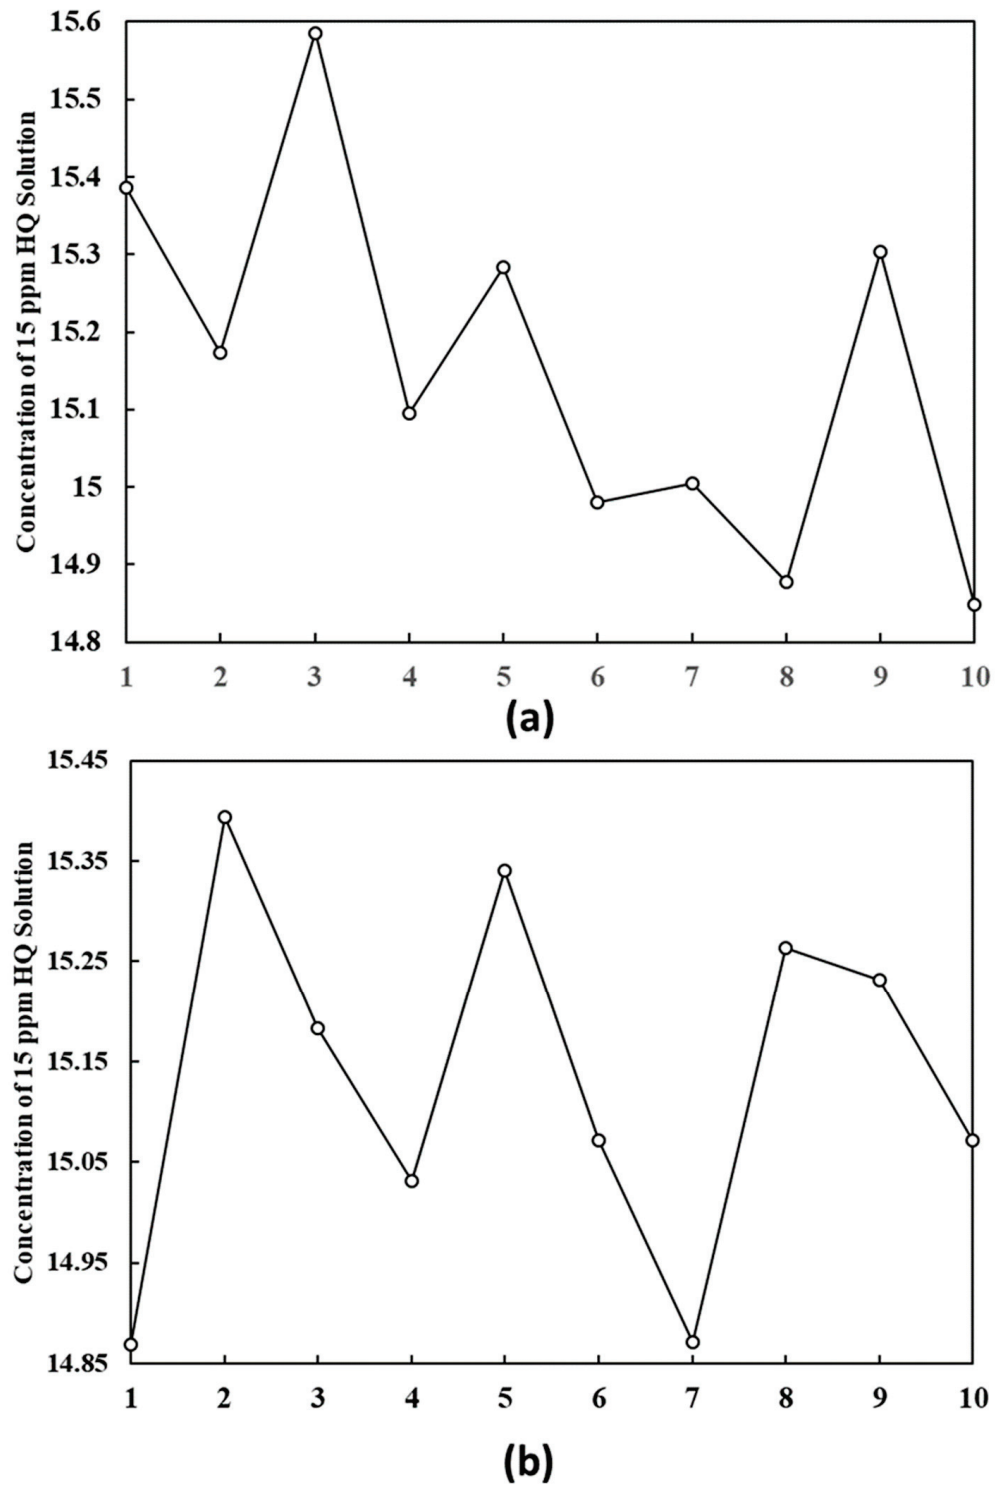 Concentration of 15 ppm HQ Solution
15.6
15.5
15.4
15.3
15.2
15.1
15
14.9
14.8
1 2 3 4 5 6 7 8 9 10
(a)
Concentration of 15 ppm HQ Solution
15.45
15.35
15.25
15.15
15.05
14.95
14.85
1 2 3 4 5 6 7 8 9 10
(b)